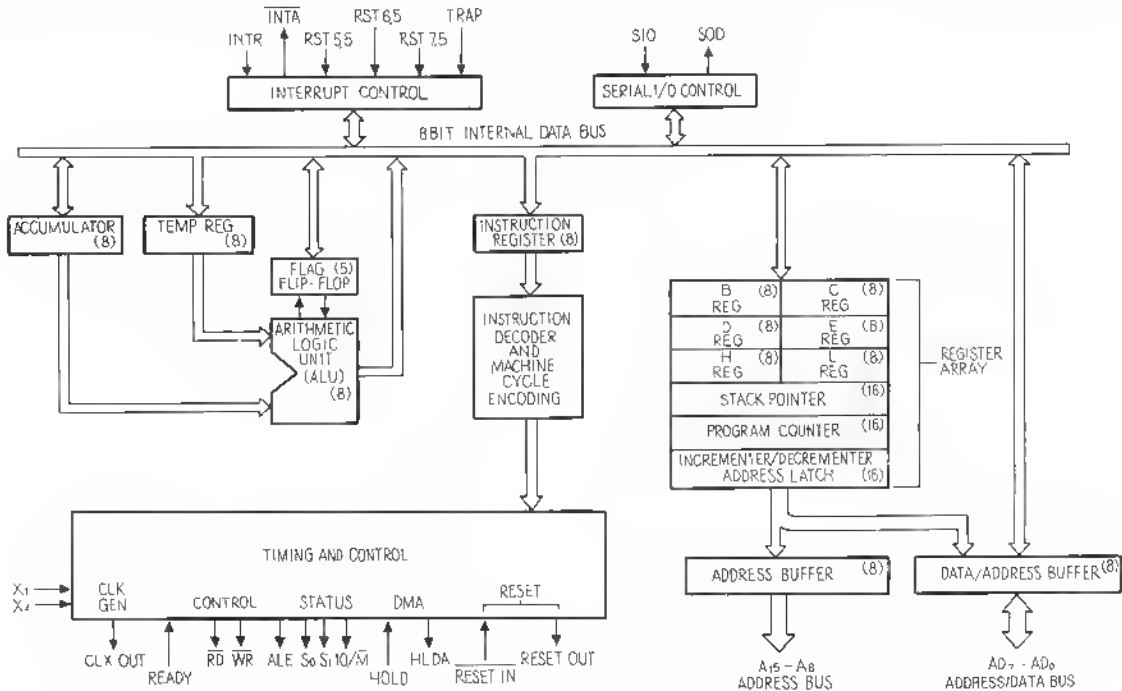 INTR
INTA
RST 5,5
RST 6,5
RST 7,5
TRAP
INTERRUPT CONTROL
SIO
SOD
SERIAL I/O CONTROL
8BIT INTERNAL DATA BUS
ACCUMULATOR
(8)
TEMP REG
(8)
FLAG (5)
FLIP-FLOP
ARITHMETIC
LOGIC
UNIT
(ALU)
(8)
INSTRUCTION
REGISTER (8)
INSTRUCTION
DECODER
AND
MACHINE
CYCLE
ENCODING
B (8)
REG
C (8)
REG
D (8)
REG
E (8)
REG
H (8)
REG
L (8)
REG
STACK POINTER (16)
PROGRAM COUNTER (16)
INCREMENTER/DECREMENTER
ADDRESS LATCH (16)
REGISTER
ARRAY
TIMING AND CONTROL
X₁
X₂
CLK
GEN
CONTROL
STATUS
DMA
RESET
CLX OUT
READY
RD
WR
ALE
S₀
S₁
IO/M
HOLD
HLDA
RESET IN
RESET OUT
ADDRESS BUFFER (8)
DATA/ADDRESS BUFFER (8)
A₁₅ - A₈
ADDRESS BUS
AD₇ - AD₀
ADDRESS/DATA BUS